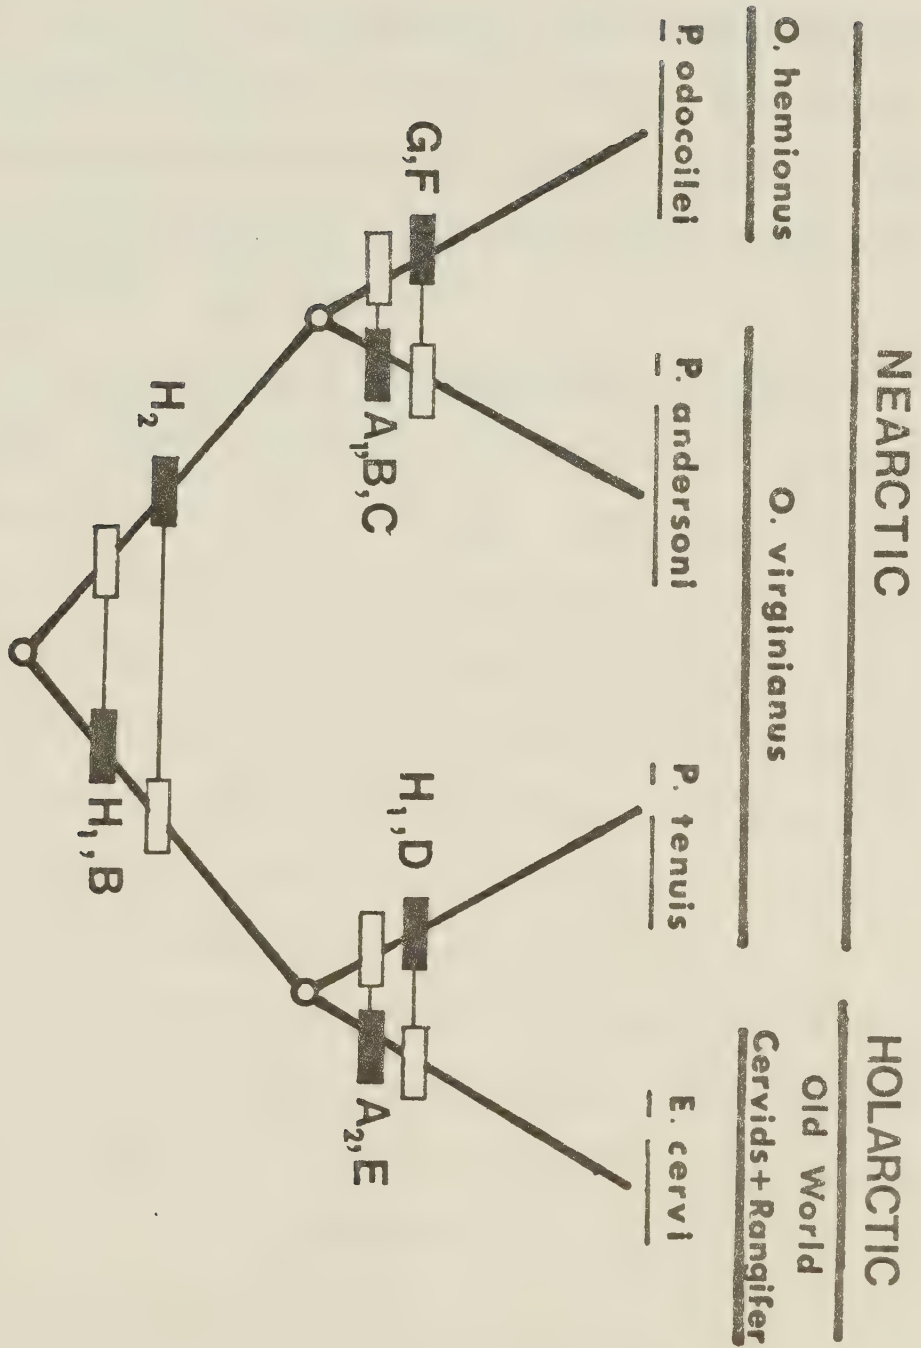 NEARCTIC
HOLARCTIC
O. hemionus
O. virginianus
Old World
Cervids + Rangifer
P. odocoilei
P. andersoni
P. tenuis
E. cervi
G,F
A₁,B,C
H₁,D
A₂,E
H₂
H₁,B